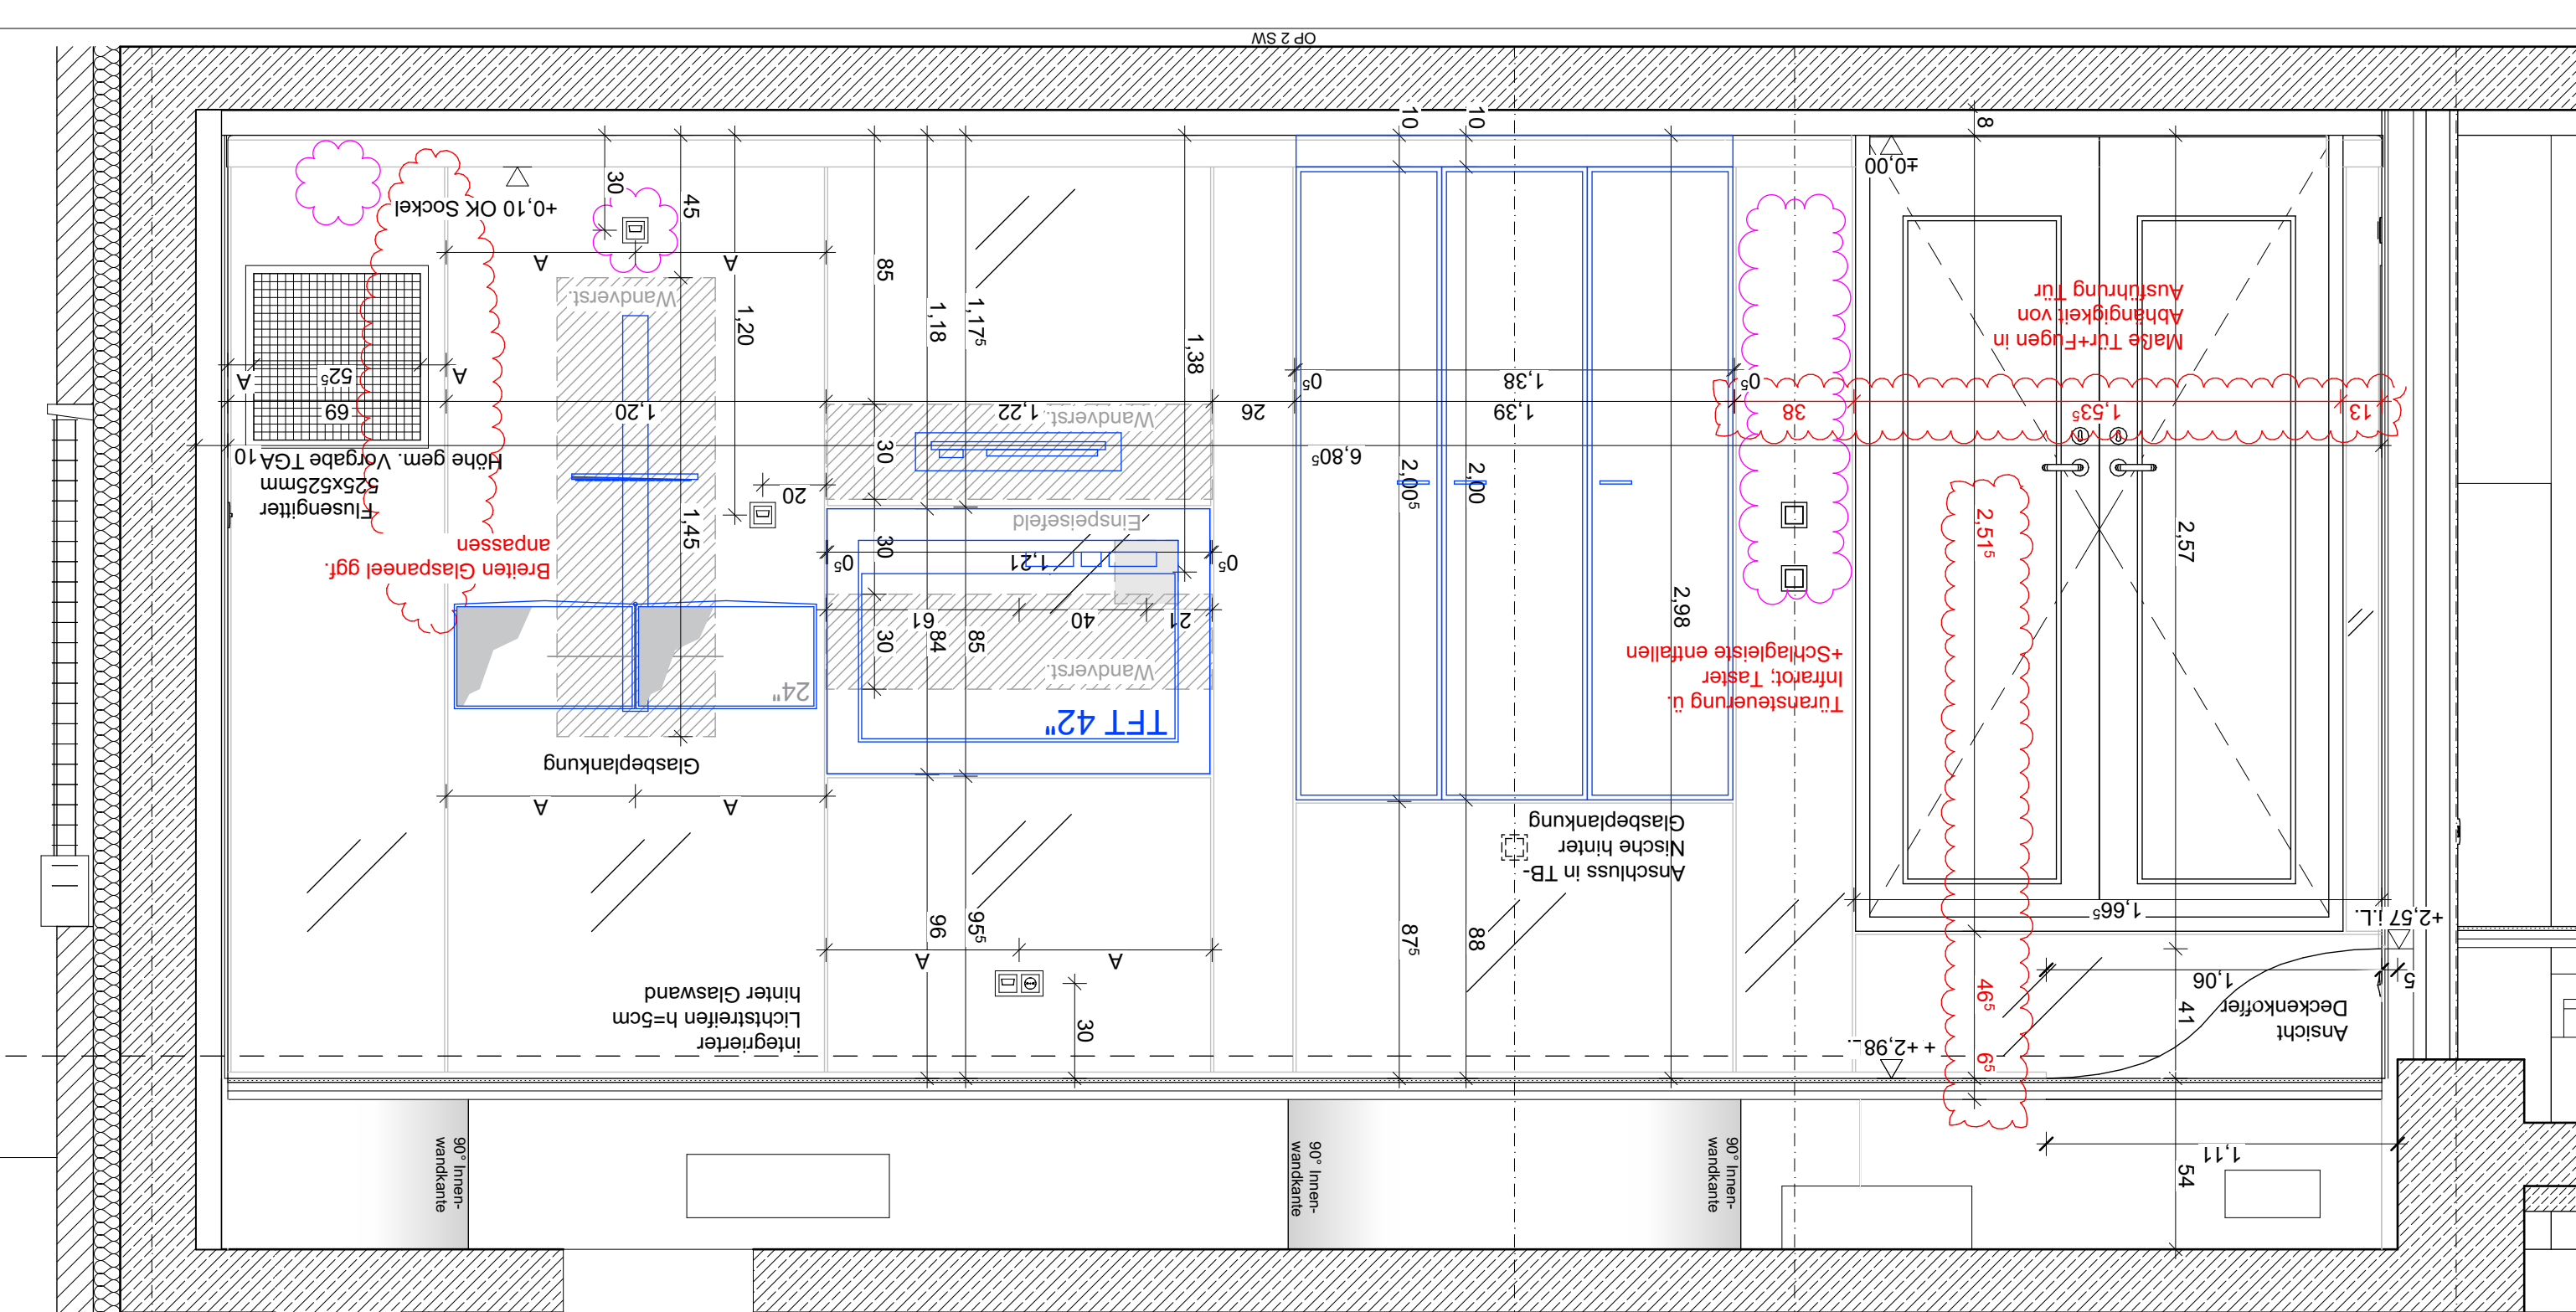 OP 2 SW
10
10
8
±0,00
30
45
+0,10 OK Sockel
A
A
Wandverst.
85
1,20
1,18
1,17⁵
1,38
Maße Tür+Fugen in
Abhängigkeit von
Ausführung Tür
A
52⁵
A
0⁵
1,38
0⁵
69
1,20
1,22
Wandverst.
26
1,39
38
1,53⁵
13
10
6,80⁵
30
Flusengitter
525x525mm
Höhe gem. Vorgabe TGA
20
2,00⁵
2,00
1,45
Einspeisefeld
2,51⁵
2,57
Breiten Glaspaneel ggf.
anpassen
30
0⁵
1,21
0⁵
61
40
21
30
84
85
2,98
Wandverst.
24"
TFT 42"
Türansteuerung ü.
Infrarot; Taster
+Schlagleiste entfallen
Glasbeplankung
A
A
Anschluss in TB-
Nische hinter
Glasbeplankung
96
95⁵
87⁵
88
1,66⁵
+2,57 i.L.
A
A
integrierter
Lichtstreifen h=5cm
hinter Glaswand
30
46⁵
1,06
5
Ansicht
Deckenkoffer
41
+ +2,98
6⁵
90° Innen-
wandkante
90° Innen-
wandkante
90° Innen-
wandkante
1,11
54